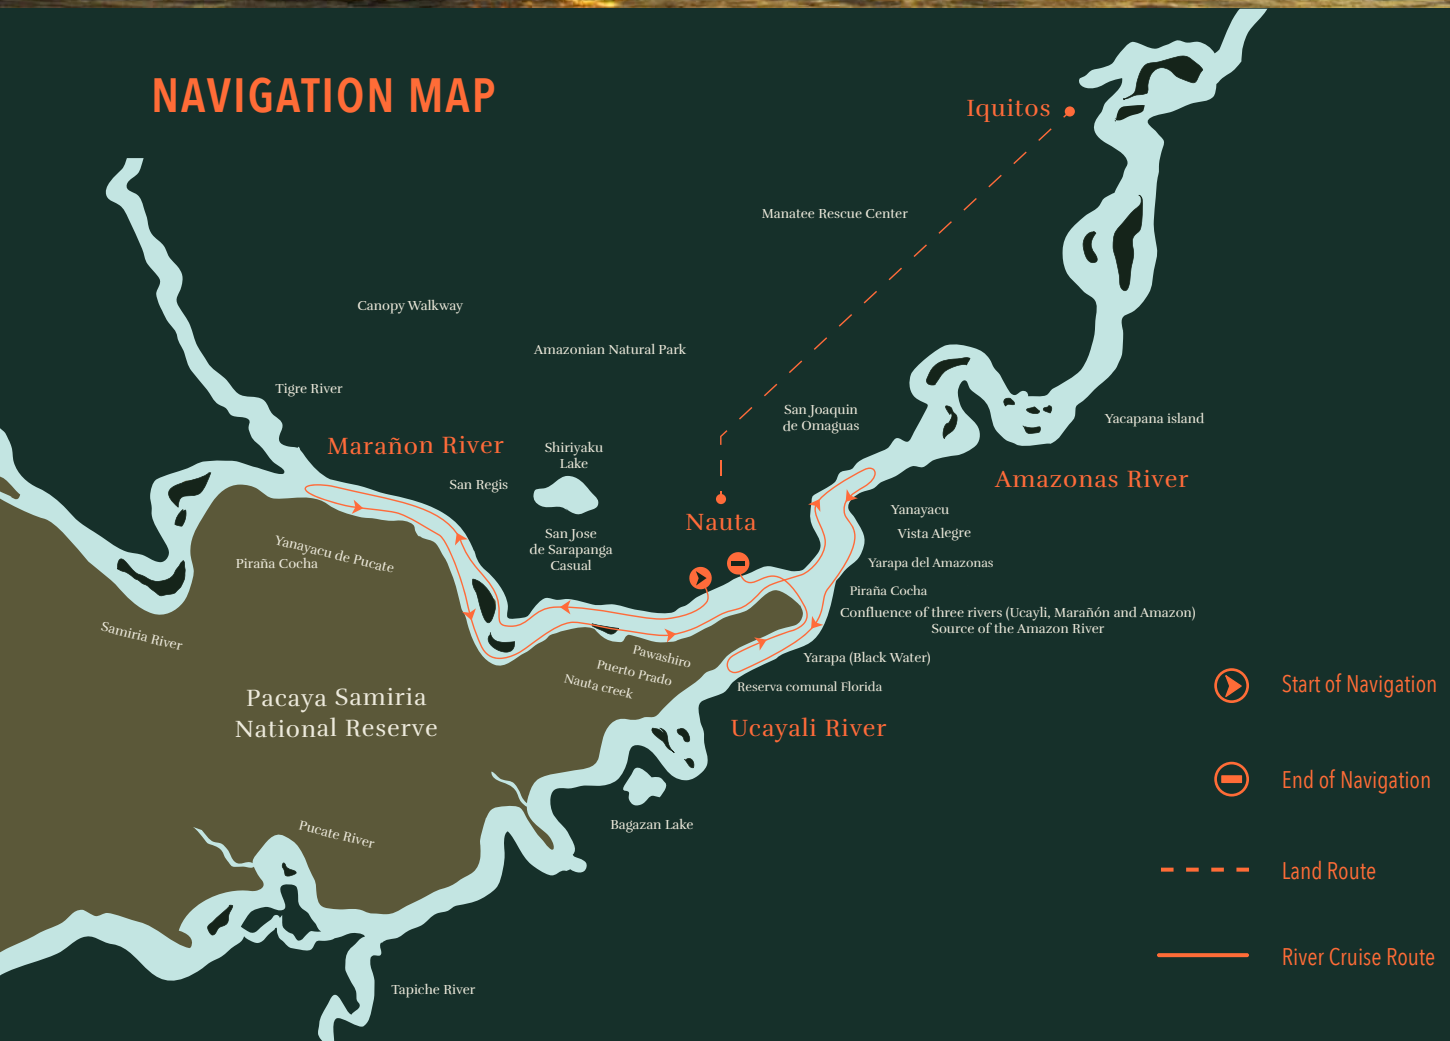 NAVIGATION MAP
Iquitos
Manatee Rescue Center
Canopy Walkway
Amazonian Natural Park
Tigre River
San Joaquin
de Omaguas
Yacapana island
Marañon River
Shiriyaku
Lake
San Regis
Amazonas River
Nauta
Yanayacu
Vista Alegre
San Jose
de Sarapanga
Casual
Yanayacu de Pucate
Piraña Cocha
Yarapa del Amazonas
Piraña Cocha
Confluence of three rivers (Ucayli, Marañón and Amazon)
Source of the Amazon River
Samiria River
Pawashiro
Puerto Prado
Nauta creek
Yarapa (Black Water)
Reserva comunal Florida
Pacaya Samiria
National Reserve
Ucayali River
Start of Navigation
End of Navigation
Bagazan Lake
Pucate River
Land Route
River Cruise Route
Tapiche River